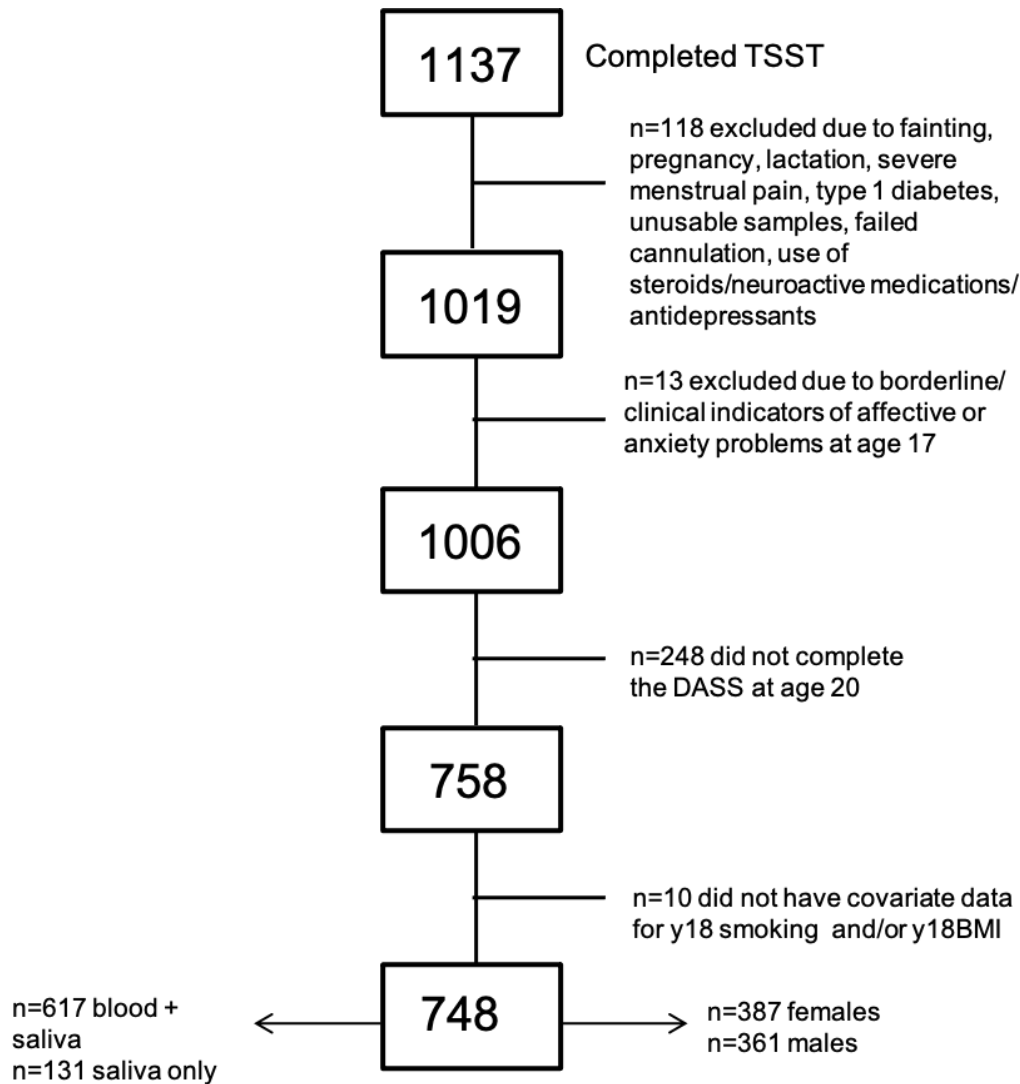 1137
Completed TSST
n=118 excluded due to fainting,
pregnancy, lactation, severe
menstrual pain, type 1 diabetes,
unusable samples, failed
cannulation, use of
steroids/neuroactive medications/
antidepressants
1019
n=13 excluded due to borderline/
clinical indicators of affective or
anxiety problems at age 17
1006
n=248 did not complete
the DASS at age 20
758
n=10 did not have covariate data
for y18 smoking and/or y18BMI
n=617 blood +
saliva
n=131 saliva only
748
n=387 females
n=361 males